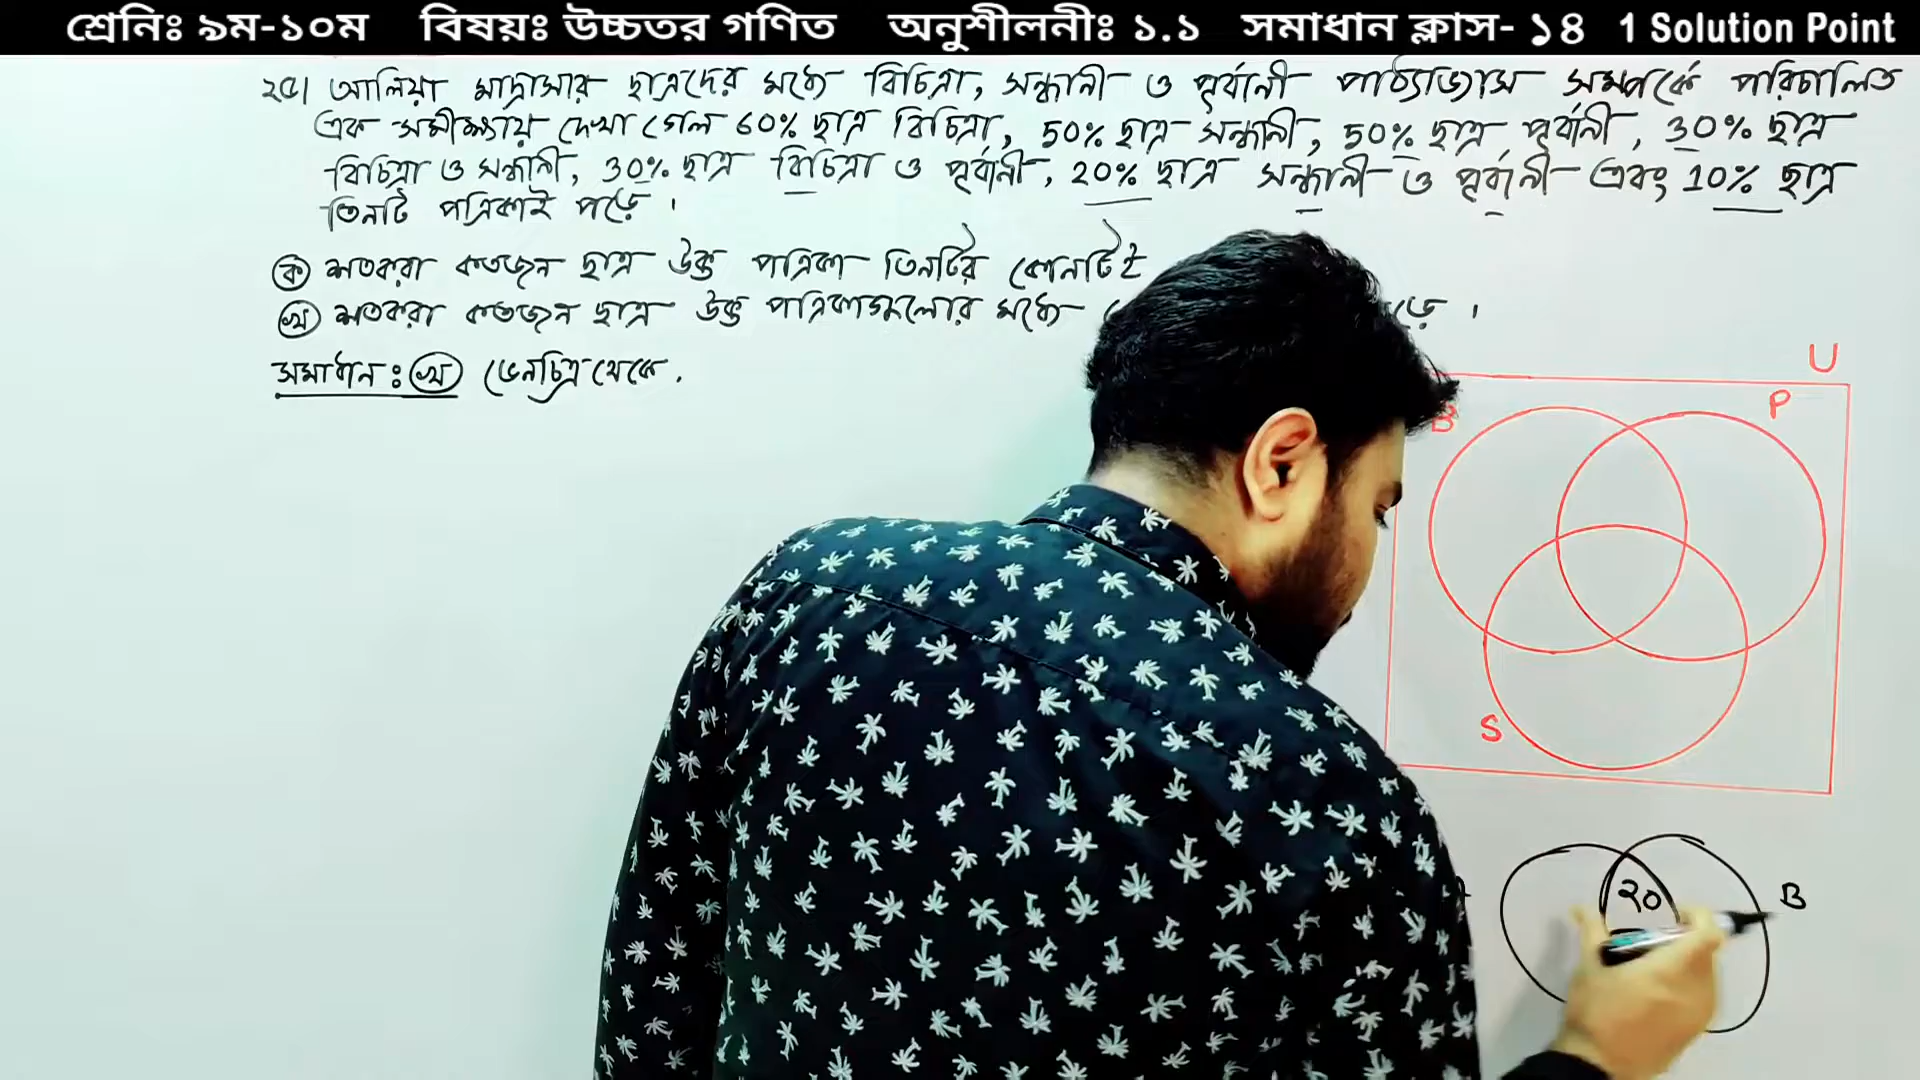 শ্রেনিঃ ৯ম-১০ম বিষয়ঃ উচ্চতর গণিত অনুশীলনীঃ ১.১ সমাধান ক্লাস- ১৪ 1 Solution Point
২৫। আলিয়া মাদ্রাসার ছাত্রদের মধ্যে বিচিত্রা, সন্ধানী ও পূর্বানী পাঠ্যাভ্যাস সম্পর্কে পরিচালিত
এক সমীক্ষায় দেখা গেল 60% ছাত্র বিচিত্রা, 50% ছাত্র সন্ধানী, 50% ছাত্র পূর্বানী, 30% ছাত্র
বিচিত্রা ও সন্ধানী, 30% ছাত্র বিচিত্রা ও পূর্বানী, 20% ছাত্র সন্ধানী ও পূর্বানী এবং 10% ছাত্র
তিনটি পত্রিকাই পড়ে ।
ক শতকরা কতজন ছাত্র উক্ত পত্রিকা তিনটির কোনটিই
খ শতকরা কতজন ছাত্র উক্ত পত্রিকাগুলোর মধ্যে ড়ে ।
সমাধান : খ ভেনচিত্র থেকে,
U
B P
S
২০ B